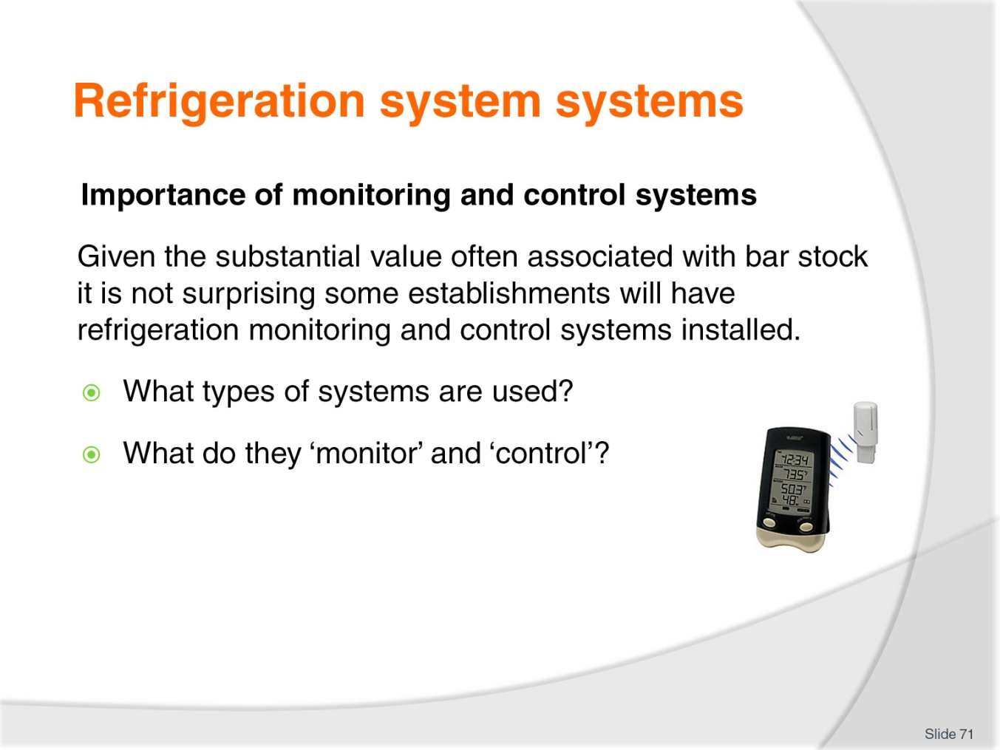 Refrigeration system systems
Importance of monitoring and control systems
Given the substantial value often associated with bar stock
it is not surprising some establishments will have
refrigeration monitoring and control systems installed.
What types of systems are used?
What do they ‘monitor’ and ‘control’?
12:34
73.5°F
50.3°F
48
Slide 71